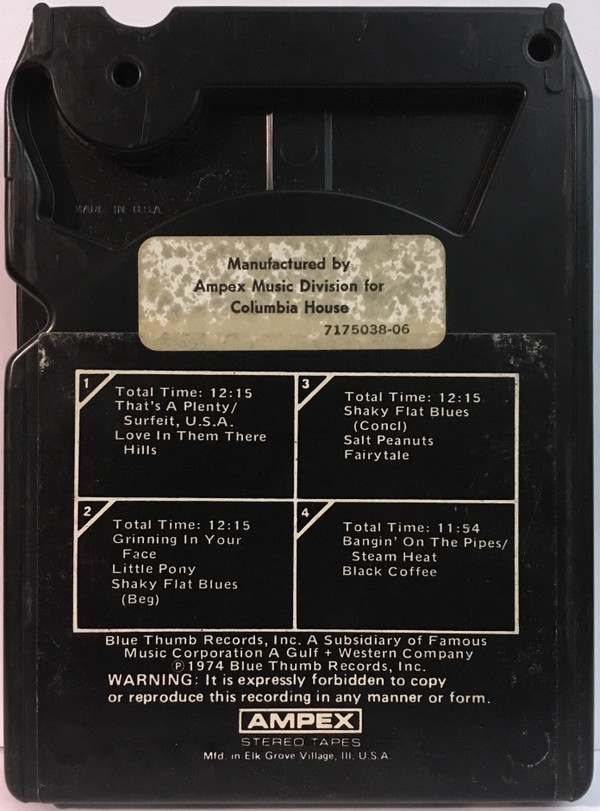 MADE IN U.S.A.
Manufactured by
Ampex Music Division for
Columbia House
7175038-06
1
Total Time: 12:15
That's A Plenty/
Surfeit, U.S.A.
Love In Them There
Hills
2
Total Time: 12:15
Grinning In Your
Face
Little Pony
Shaky Flat Blues
(Beg)
3
Total Time: 12:15
Shaky Flat Blues
(Concl)
Salt Peanuts
Fairytale
4
Total Time: 11:54
Bangin' On The Pipes/
Steam Heat
Black Coffee
Blue Thumb Records, Inc. A Subsidiary of Famous
Music Corporation A Gulf + Western Company
℗1974 Blue Thumb Records, Inc.
WARNING: It is expressly forbidden to copy
or reproduce this recording in any manner or form.
AMPEX
STEREO TAPES
Mfd. in Elk Grove Village, Ill. U.S.A.